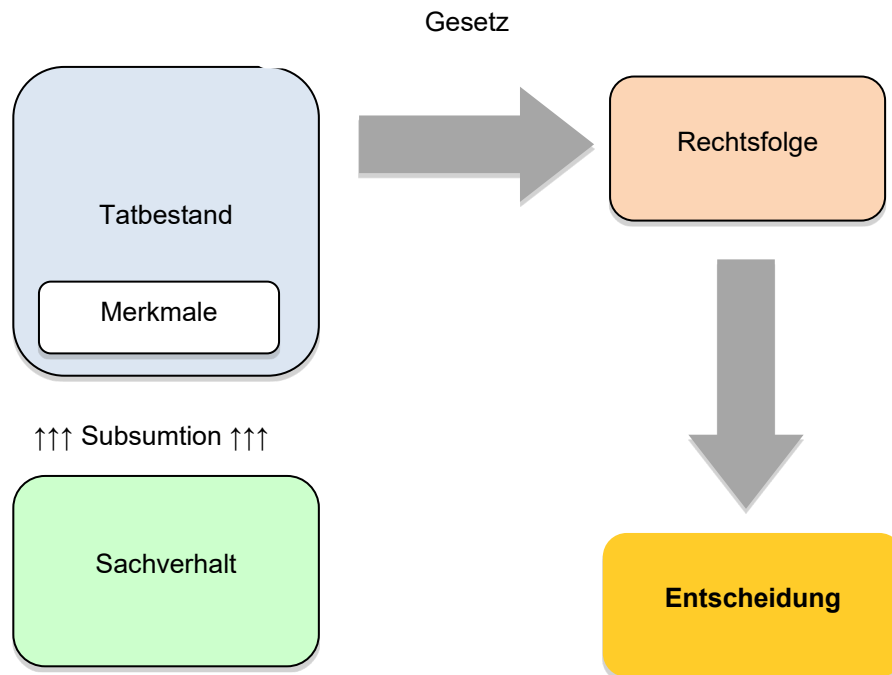 Gesetz
Rechtsfolge
Tatbestand
Merkmale
↑↑↑ Subsumtion ↑↑↑
Sachverhalt
Entscheidung